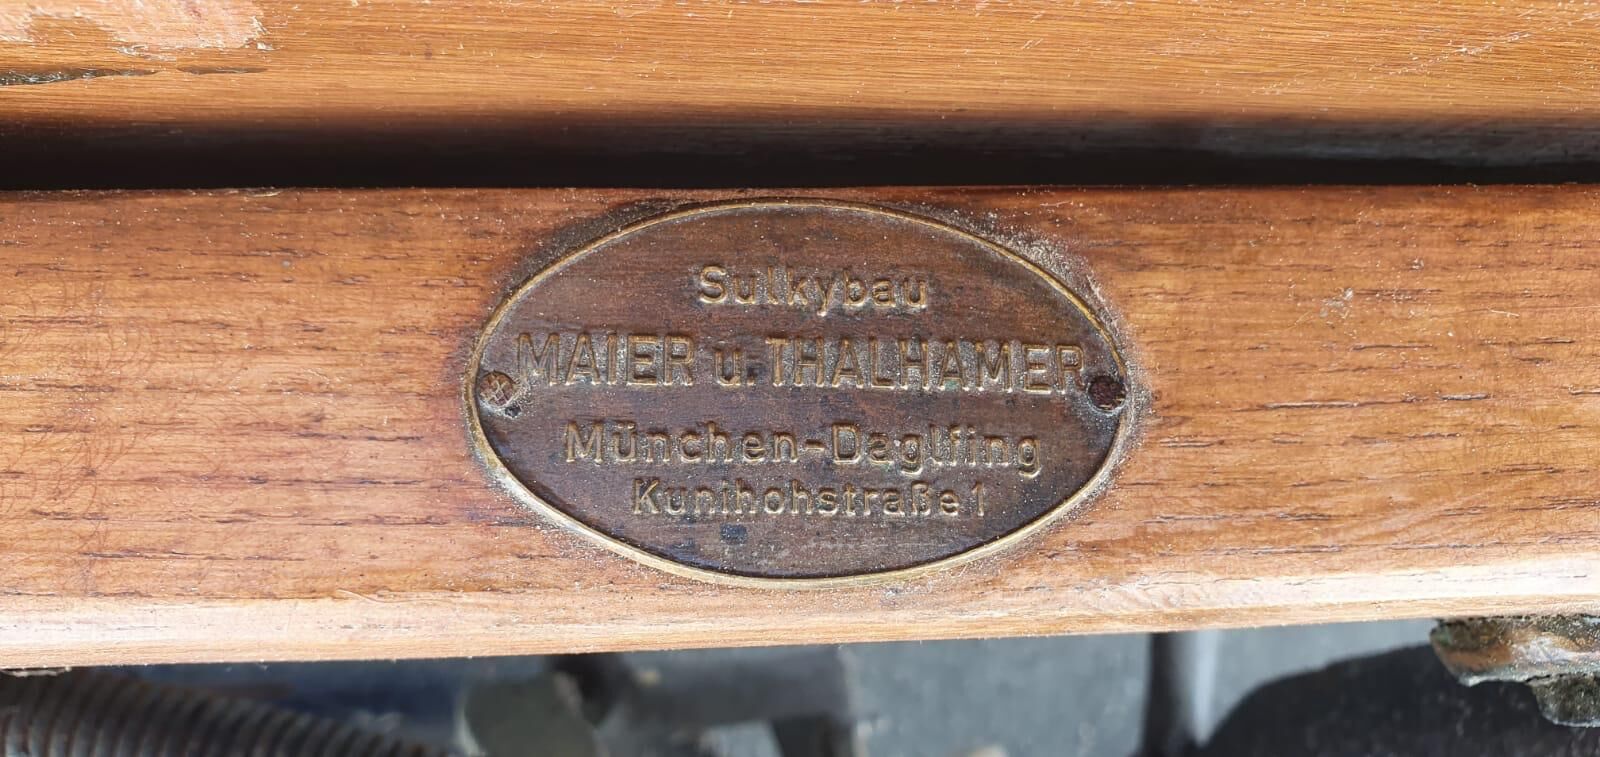 Sulkybau
MAIER u. THALHAMER
München-Daglfing
Kunihohstraße 1